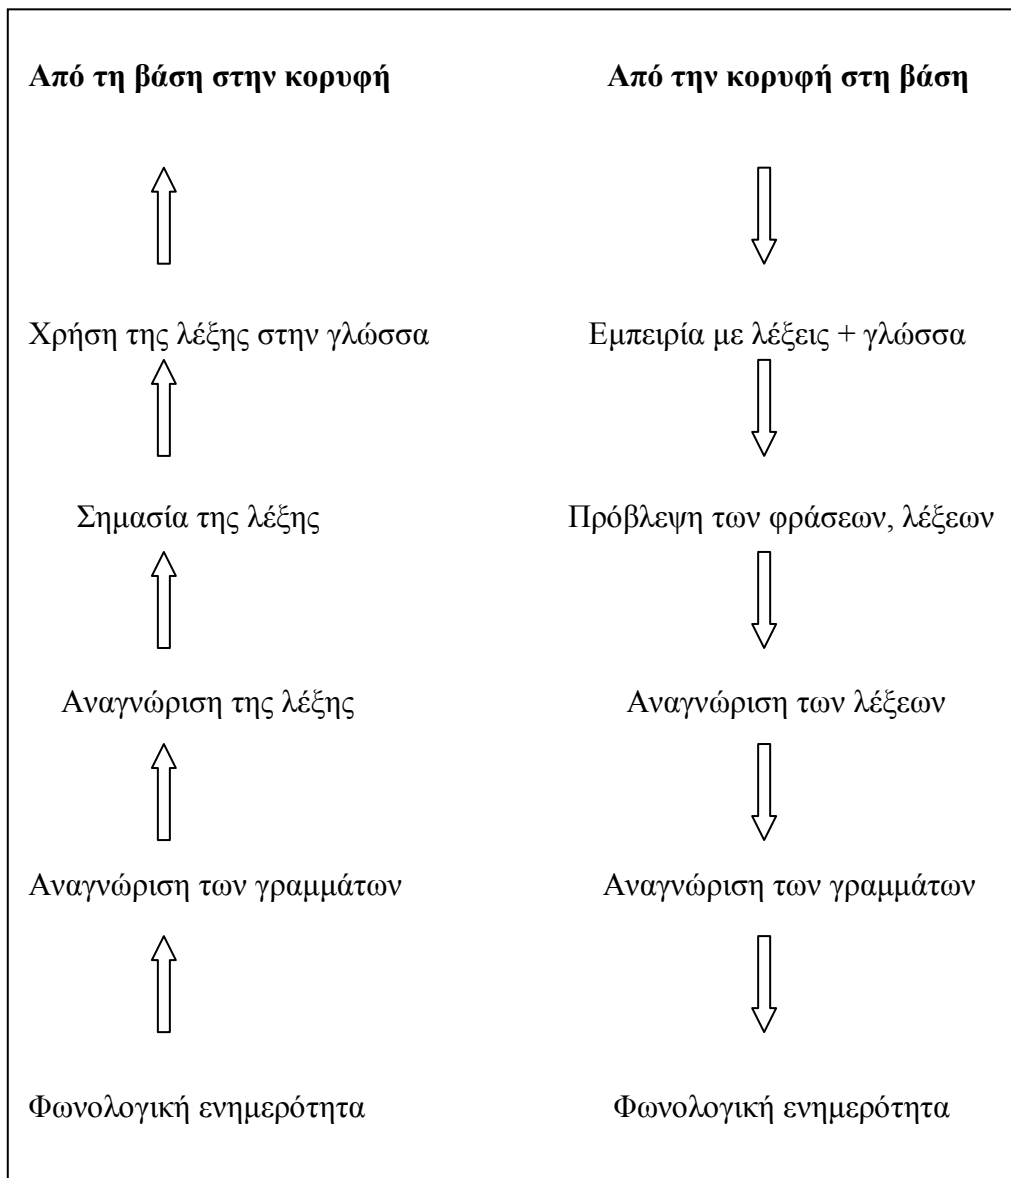 Από τη βάση στην κορυφή
Από την κορυφή στη βάση
Χρήση της λέξης στην γλώσσα
Εμπειρία με λέξεις + γλώσσα
Σημασία της λέξης
Πρόβλεψη των φράσεων, λέξεων
Αναγνώριση της λέξης
Αναγνώριση των λέξεων
Αναγνώριση των γραμμάτων
Αναγνώριση των γραμμάτων
Φωνολογική ενημερότητα
Φωνολογική ενημερότητα